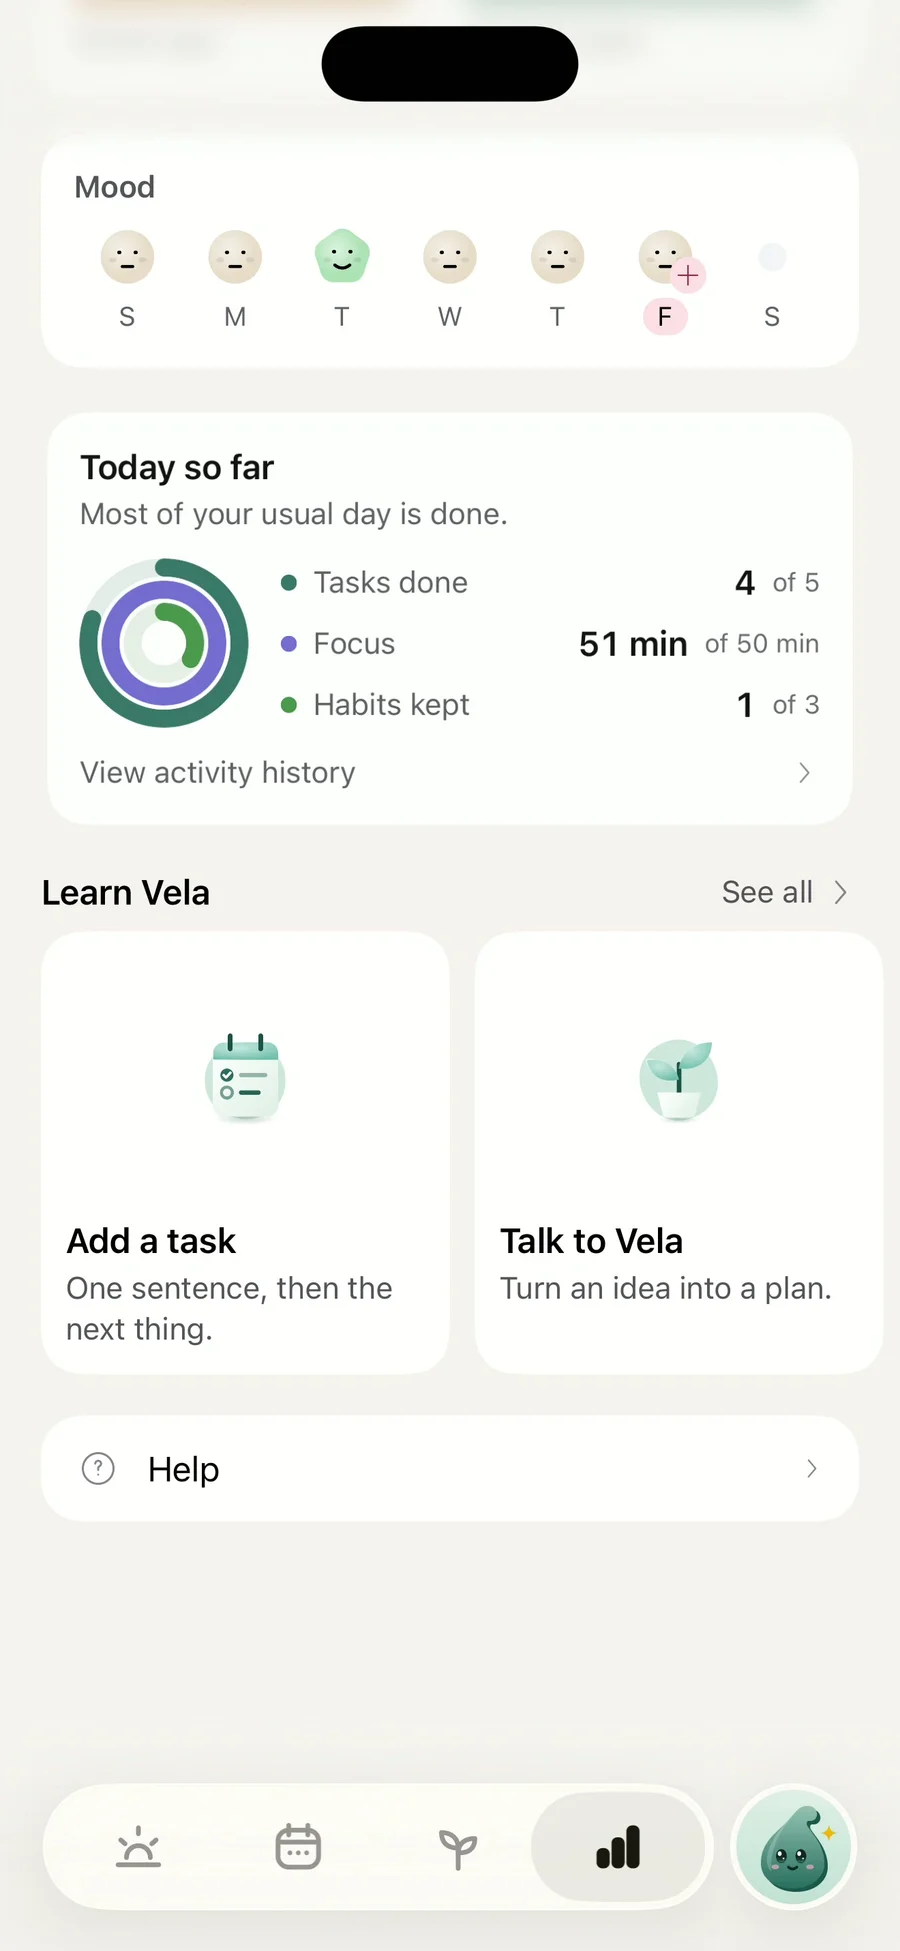 Mood
S M T W T F S
Today so far
Most of your usual day is done.
Tasks done 4 of 5
Focus 51 min of 50 min
Habits kept 1 of 3
View activity history
Learn Vela See all
Add a task
One sentence, then the
next thing.
Talk to Vela
Turn an idea into a plan.
? Help